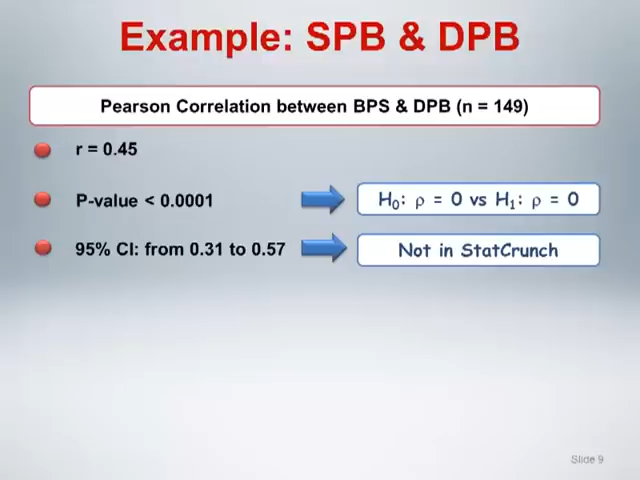 Example: SPB & DPB
Pearson Correlation between BPS & DPB (n = 149)
r = 0.45
P-value < 0.0001
H₀: ρ = 0 vs H₁: ρ = 0
95% CI: from 0.31 to 0.57
Not in StatCrunch
Slide 9